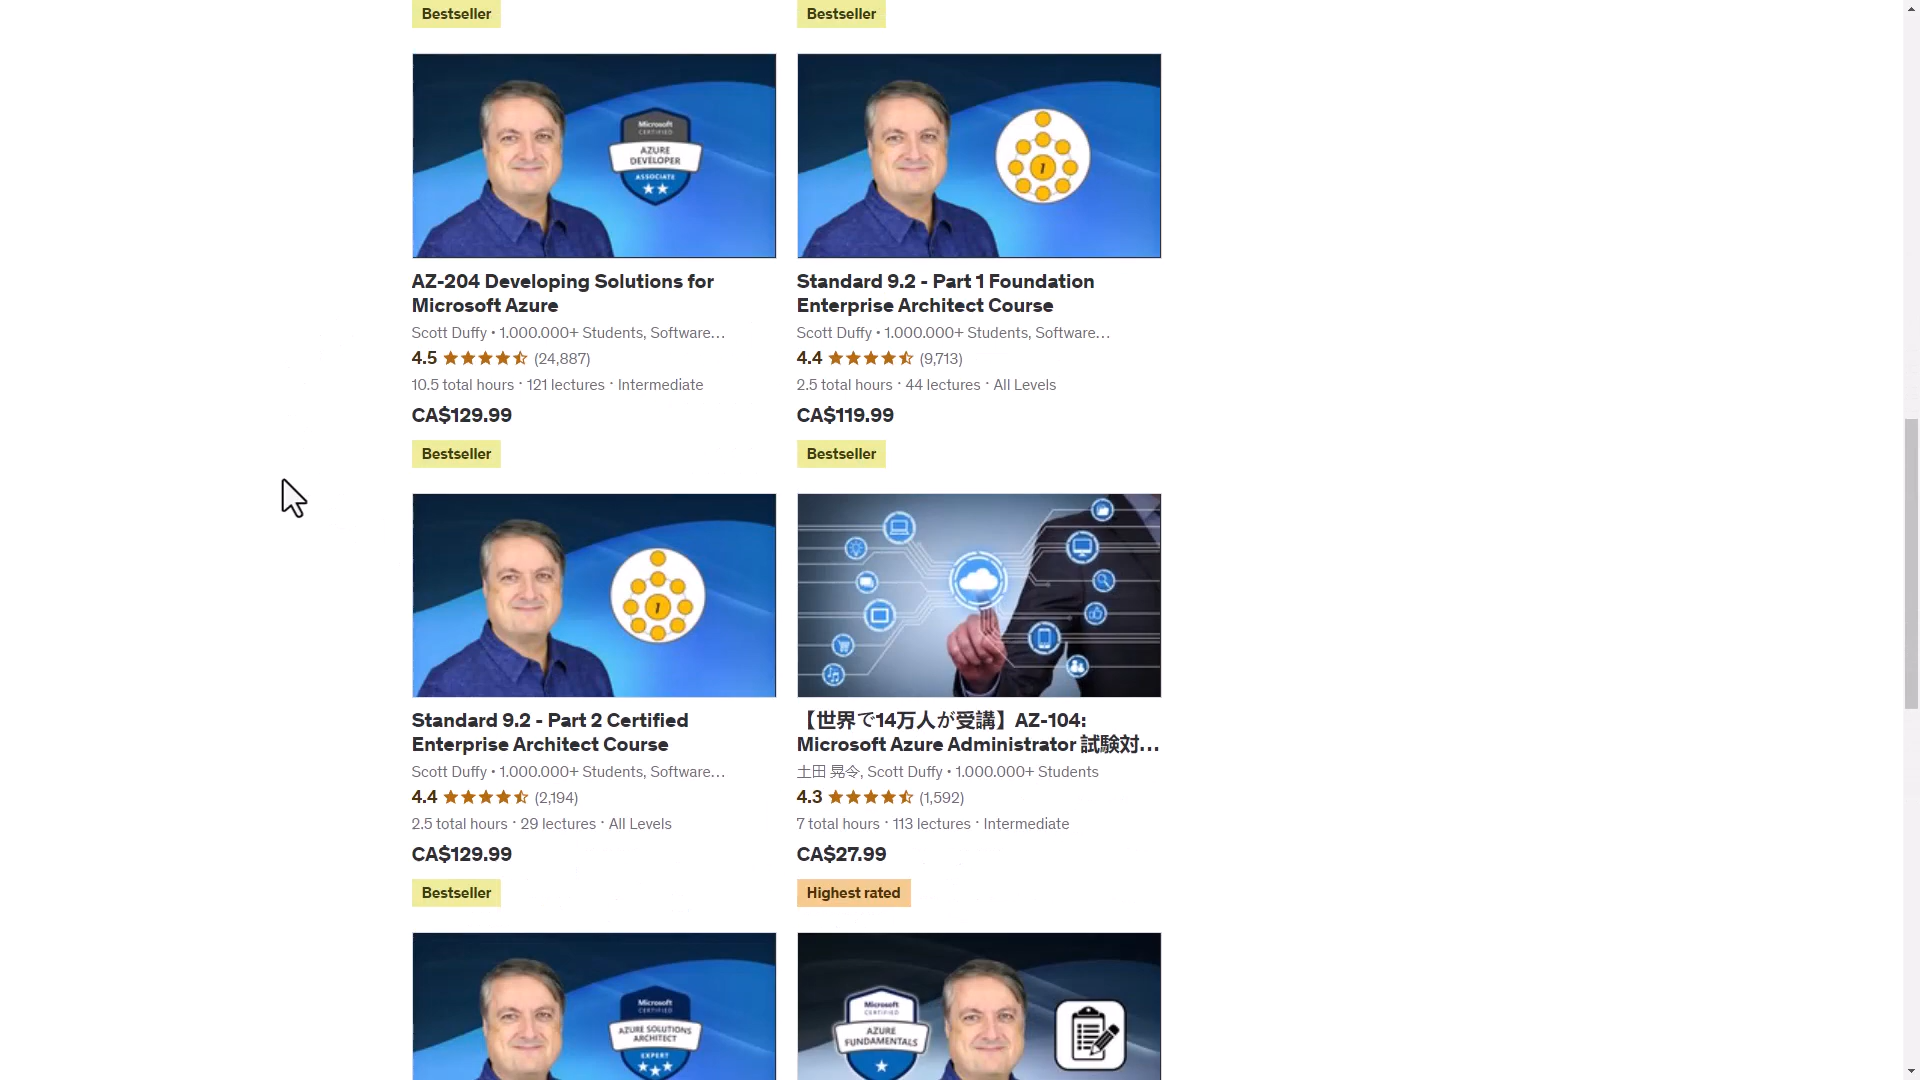 Bestseller
Bestseller
Microsoft
CERTIFIED
AZURE
DEVELOPER
ASSOCIATE
1
AZ-204 Developing Solutions for
Microsoft Azure
Scott Duffy • 1.000.000+ Students, Software...
4.5 (24,887)
10.5 total hours · 121 lectures · Intermediate
CA$129.99
Bestseller
Standard 9.2 - Part 1 Foundation
Enterprise Architect Course
Scott Duffy • 1.000.000+ Students, Software...
4.4 (9,713)
2.5 total hours · 44 lectures · All Levels
CA$119.99
Bestseller
1
Standard 9.2 - Part 2 Certified
Enterprise Architect Course
Scott Duffy • 1.000.000+ Students, Software...
4.4 (2,194)
2.5 total hours · 29 lectures · All Levels
CA$129.99
Bestseller
【世界で14万人が受講】AZ-104:
Microsoft Azure Administrator 試験対...
土田 晃令, Scott Duffy • 1.000.000+ Students
4.3 (1,592)
7 total hours · 113 lectures · Intermediate
CA$27.99
Highest rated
Microsoft
CERTIFIED
AZURE SOLUTIONS
ARCHITECT
EXPERT
Microsoft
CERTIFIED
AZURE
FUNDAMENTALS